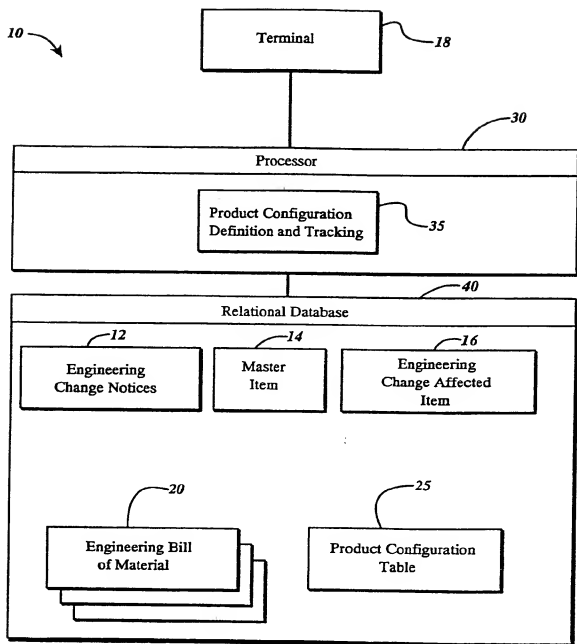 10
Terminal
18
30
Processor
Product Configuration
Definition and Tracking
35
40
Relational Database
12
14
16
Engineering
Change Notices
Master
Item
Engineering
Change Affected
Item
20
25
Engineering Bill
of Material
Product Configuration
Table